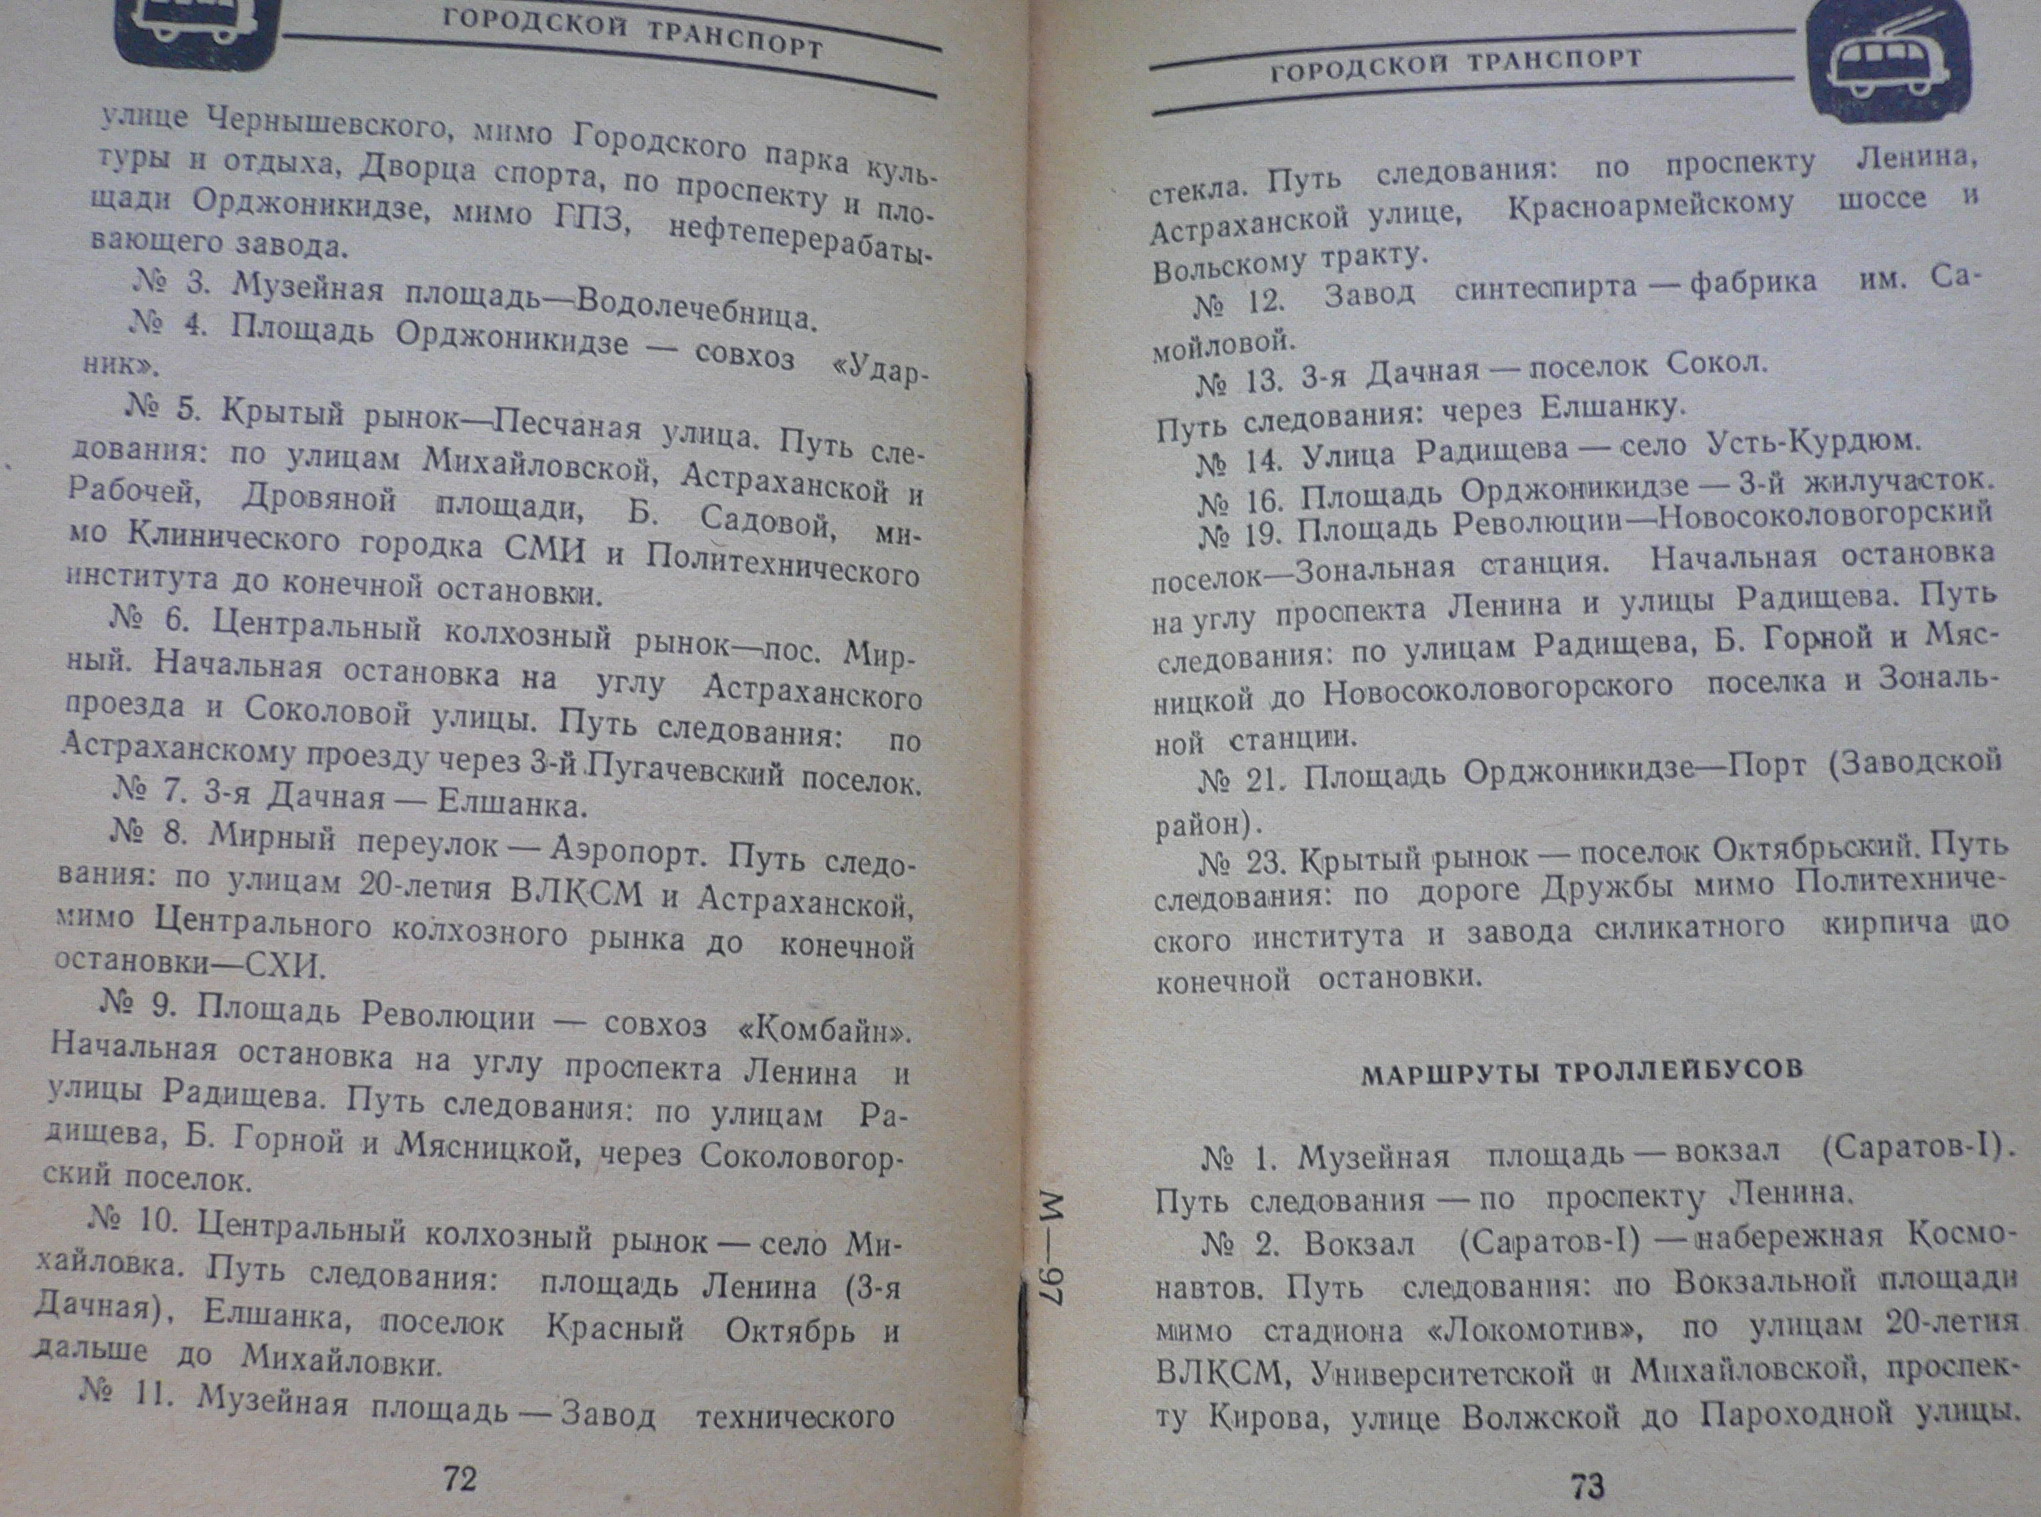 ГОРОДСКОЙ ТРАНСПОРТ
улице Чернышевского, мимо Городского парка куль-
туры и отдыха, Дворца спорта, по проспекту и пло-
щади Орджоникидзе, мимо ГПЗ, нефтеперерабаты-
вающего завода.
№ 3. Музейная площадь—Водолечебница.
№ 4. Площадь Орджоникидзе — совхоз «Удар-
ник».
№ 5. Крытый рынок—Песчаная улица. Путь сле-
дования: по улицам Михайловской, Астраханской и
Рабочей, Дровяной площади, Б. Садовой, ми-
мо Клинического городка СМИ и Политехнического
института до конечной остановки.
№ 6. Центральный колхозный рынок—пос. Мир-
ный. Начальная остановка на углу Астраханского
проезда и Соколовой улицы. Путь следования: по
Астраханскому проезду через 3-й Пугачевский поселок.
№ 7. 3-я Дачная — Елшанка.
№ 8. Мирный переулок — Аэропорт. Путь следо-
вания: по улицам 20-летия ВЛКСМ и Астраханской,
мимо Центрального колхозного рынка до конечной
остановки—СХИ.
№ 9. Площадь Революции — совхоз «Комбайн».
Начальная остановка на углу проспекта Ленина и
улицы Радищева. Путь следования: по улицам Ра-
дищева, Б. Горной и Мясницкой, через Соколовогор-
ский поселок.
№ 10. Центральный колхозный рынок — село Ми-
хайловка. Путь следования: площадь Ленина (3-я
Дачная), Елшанка, поселок Красный Октябрь и
дальше до Михайловки.
№ 11. Музейная площадь — Завод технического
72
ГОРОДСКОЙ ТРАНСПОРТ
стекла. Путь следования: по проспекту Ленина,
Астраханской улице, Красноармейскому шоссе и
Вольскому тракту.
№ 12. Завод синтеспирта — фабрика им. Са-
мойловой.
№ 13. 3-я Дачная — поселок Сокол.
Путь следования: через Елшанку.
№ 14. Улица Радищева — село Усть-Курдюм.
№ 16. Площадь Орджоникидзе — 3-й жилучасток.
№ 19. Площадь Революции—Новосоколовогорский
поселок—Зональная станция. Начальная остановка
на углу проспекта Ленина и улицы Радищева. Путь
следования: по улицам Радищева, Б. Горной и Мяс-
ницкой до Новосоколовогорского поселка и Зональ-
ной станции.
№ 21. Площадь Орджоникидзе—Порт (Заводской
район).
№ 23. Крытый рынок — поселок Октябрьский. Путь
следования: по дороге Дружбы мимо Политехниче-
ского института и завода силикатного кирпича до
конечной остановки.
МАРШРУТЫ ТРОЛЛЕЙБУСОВ
№ 1. Музейная площадь — вокзал (Саратов-I).
Путь следования — по проспекту Ленина.
№ 2. Вокзал (Саратов-I) — набережная Космо-
навтов. Путь следования: по Вокзальной площади
мимо стадиона «Локомотив», по улицам 20-летия
ВЛКСМ, Университетской и Михайловской, проспек-
ту Кирова, улице Волжской до Пароходной улицы.
73
М—97